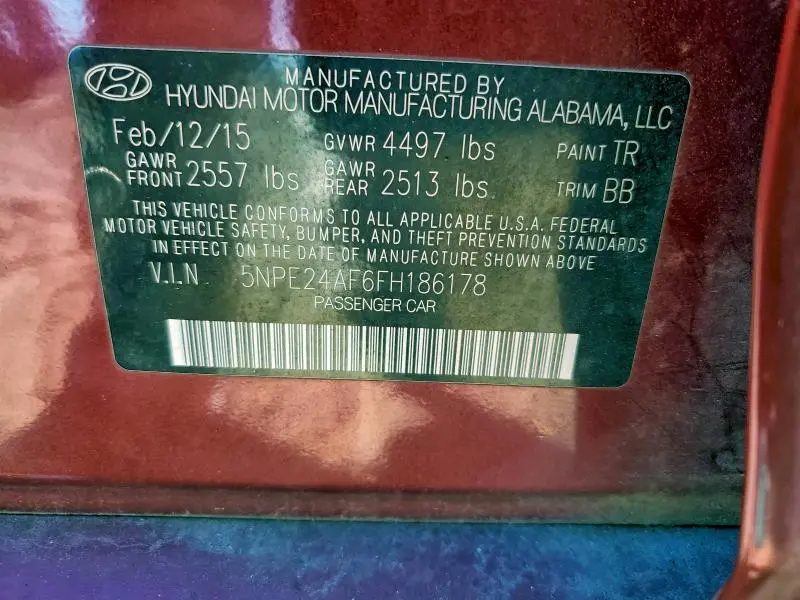 MANUFACTURED BY
HYUNDAI MOTOR MANUFACTURING ALABAMA, LLC
Feb/12/15 GVWR 4497 lbs PAINT TR
GAWR FRONT 2557 lbs GAWR REAR 2513 lbs TRIM BB
THIS VEHICLE CONFORMS TO ALL APPLICABLE U.S.A. FEDERAL
MOTOR VEHICLE SAFETY, BUMPER, AND THEFT PREVENTION STANDARDS
IN EFFECT ON THE DATE OF MANUFACTURE SHOWN ABOVE
V.I.N 5NPE24AF6FH186178
PASSENGER CAR